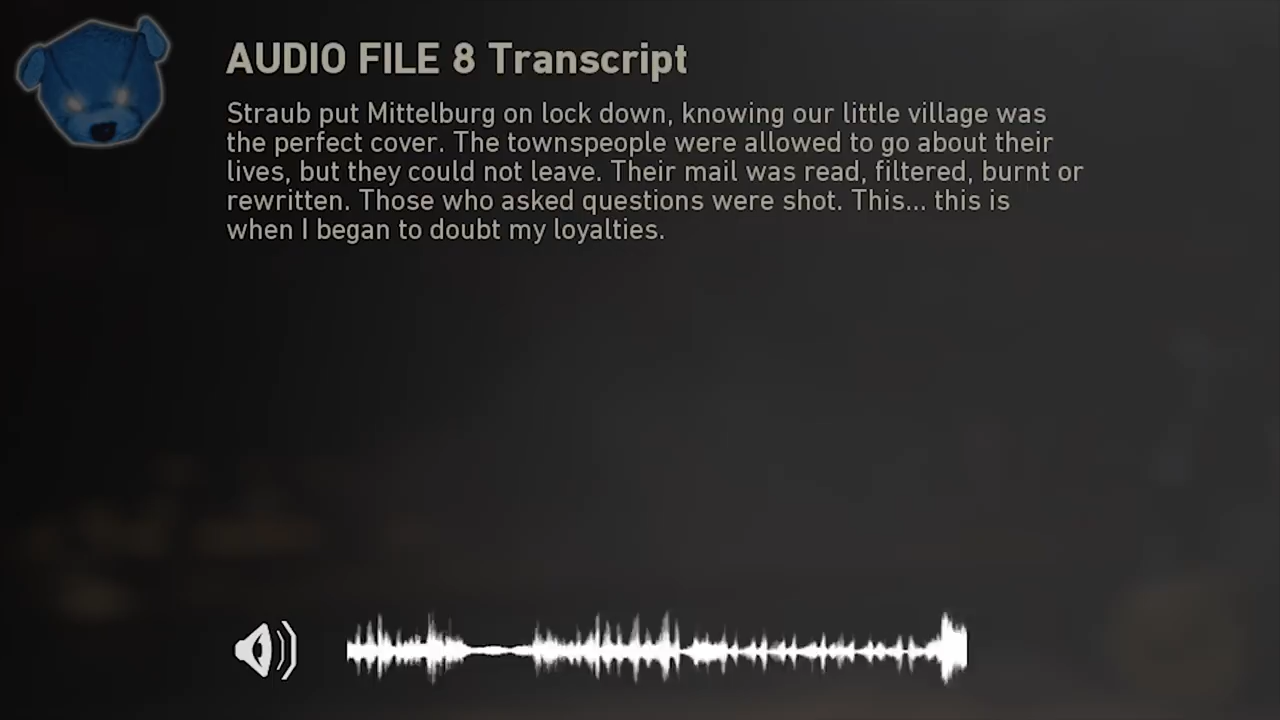 AUDIO FILE 8 Transcript
Straub put Mittelburg on lock down, knowing our little village was
the perfect cover. The townspeople were allowed to go about their
lives, but they could not leave. Their mail was read, filtered, burnt or
rewritten. Those who asked questions were shot. This... this is
when I began to doubt my loyalties.